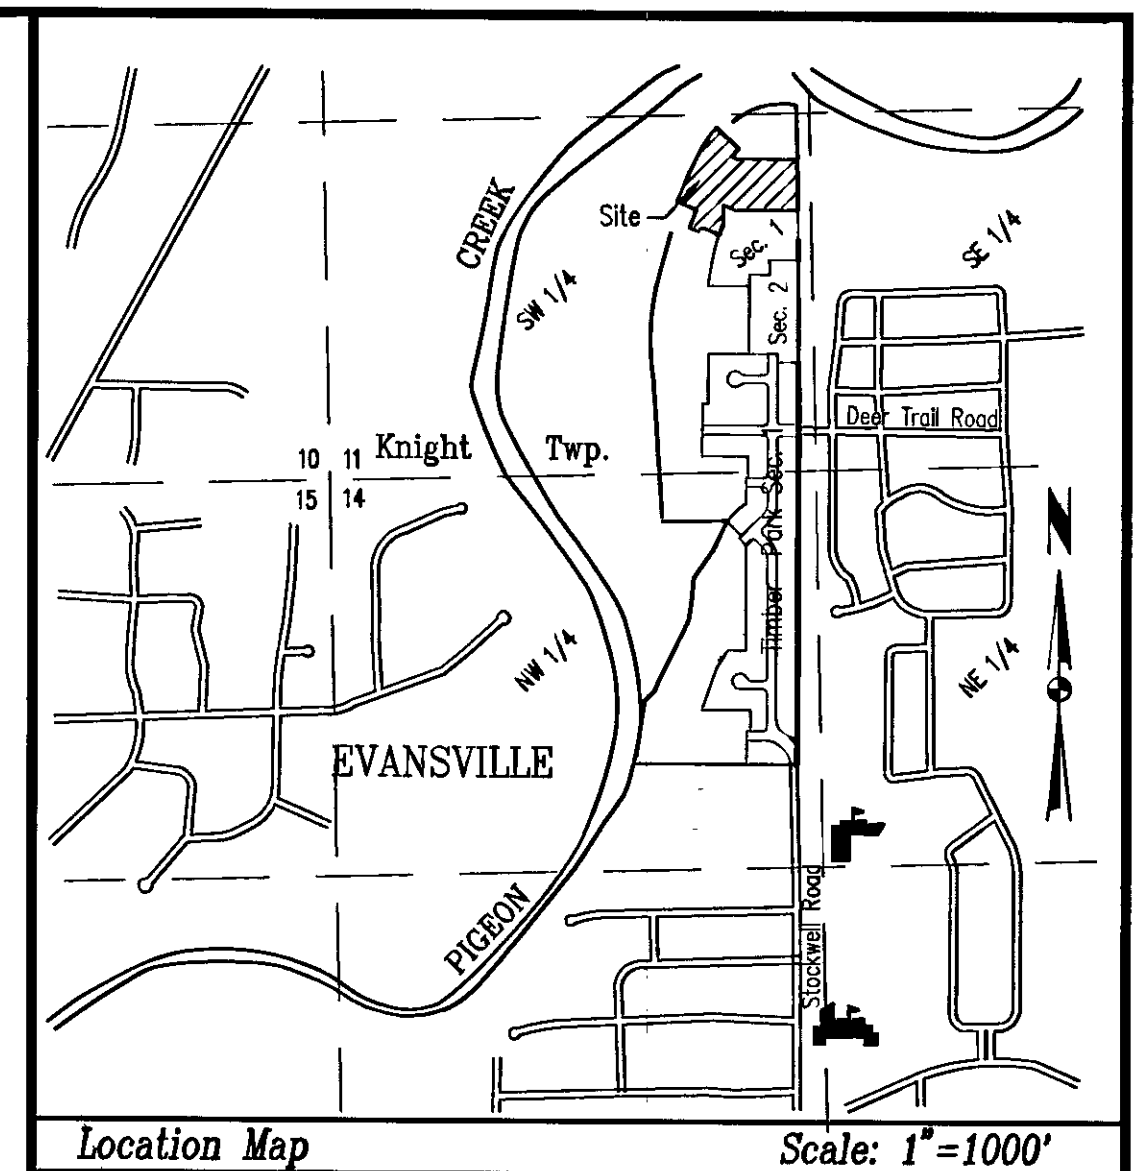 CREEK
Site
Sec. 1
SE 1/4
SW 1/4
Sec. 2
Deer Trail Road
Knight Twp.
10 11
15 14
N
Timber Park Sec.
NW 1/4
NE 1/4
EVANSVILLE
PIGEON
Stockwell Road
Location Map
Scale: 1"=1000'